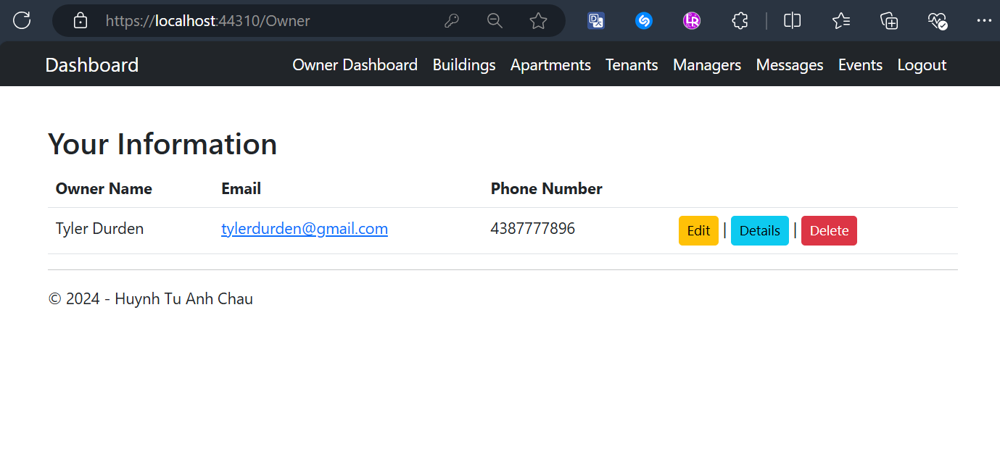 https://localhost:44310/Owner
Dashboard Owner Dashboard Buildings Apartments Tenants Managers Messages Events Logout
Your Information
Owner Name Email Phone Number
Tyler Durden tylerdurden@gmail.com 4387777896 Edit | Details | Delete
© 2024 - Huynh Tu Anh Chau